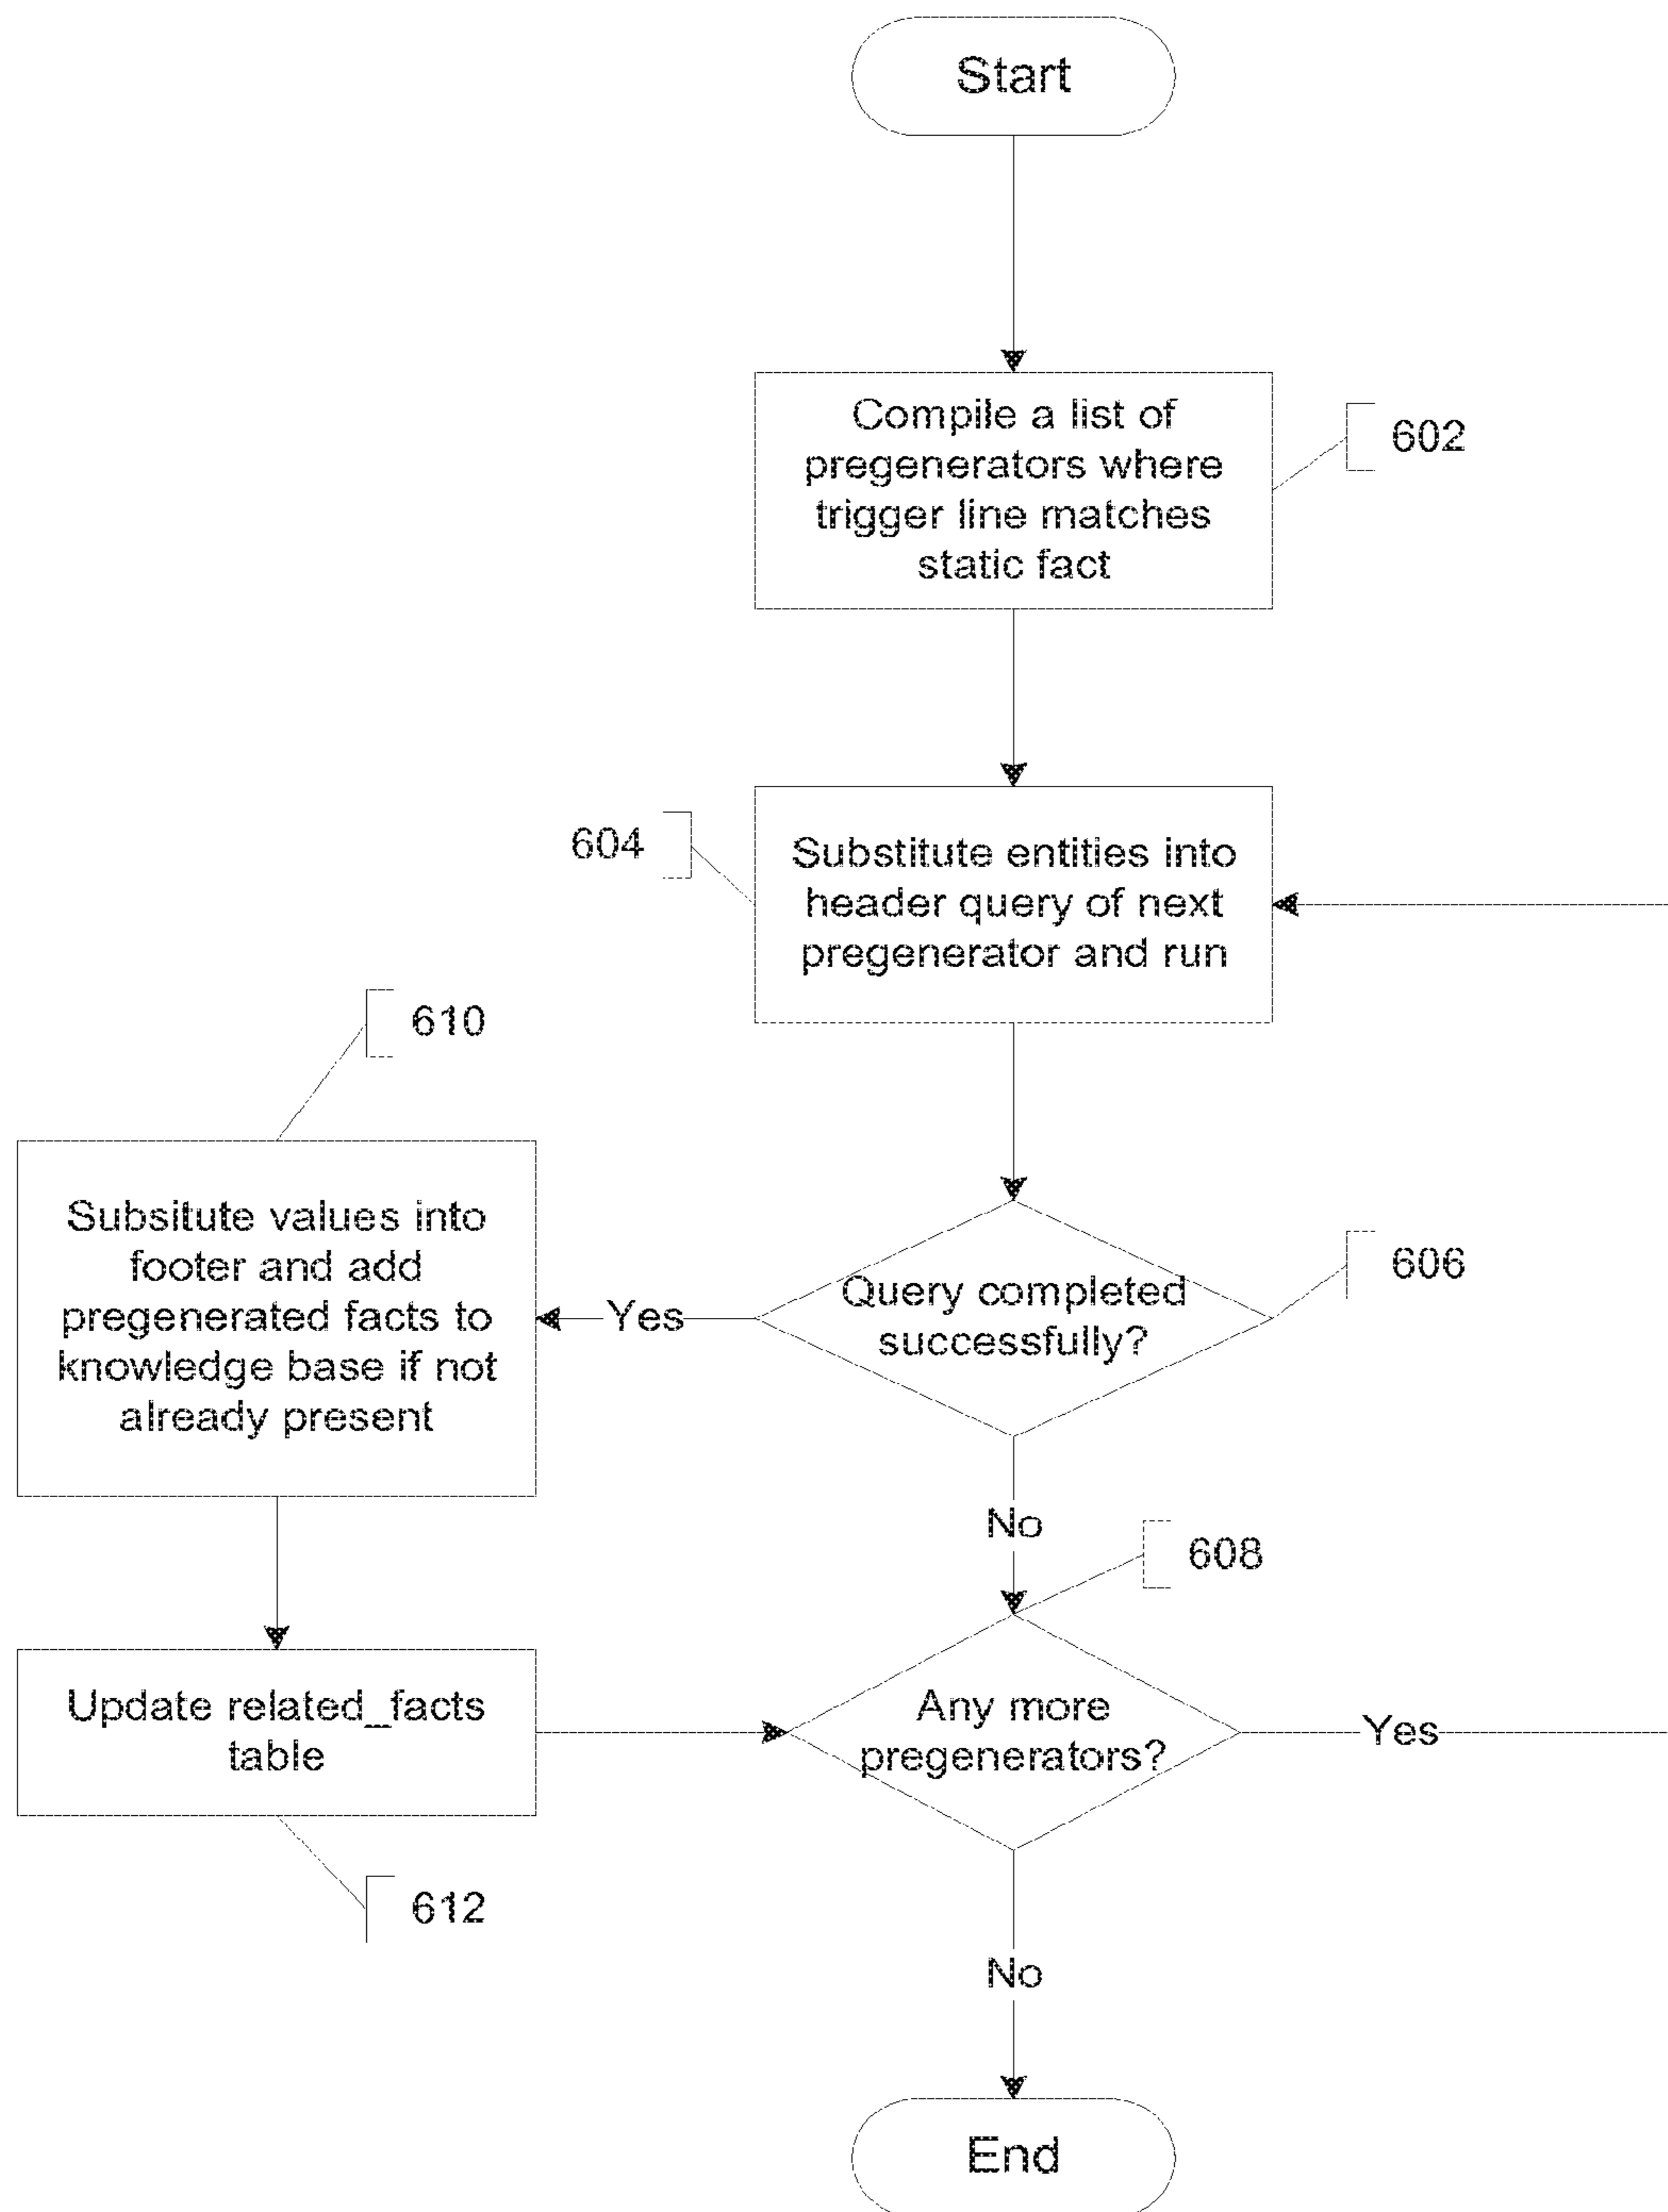 Start
Compile a list of
pregenerators where
trigger line matches
static fact
602
604
Substitute entities into
header query of next
pregenerator and run
610
Subsitute values into
footer and add
pregenerated facts to
knowledge base if not
already present
Yes
Query completed
successfully?
606
No
608
Update related_facts
table
Any more
pregenerators?
Yes
612
No
End